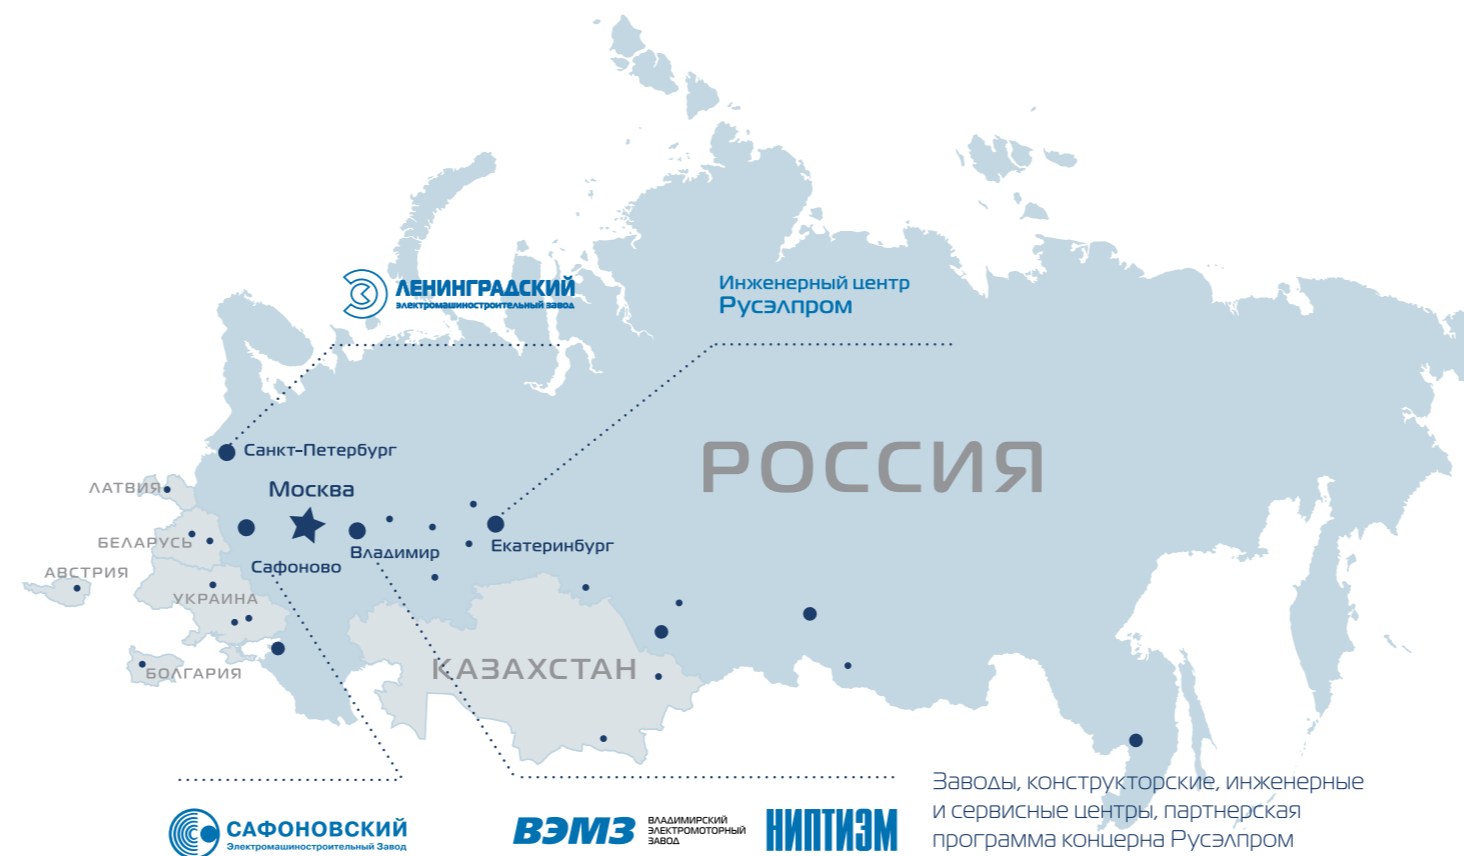 ЛЕНИНГРАДСКИЙ
электромашиностроительный завод
Инженерный центр
Русэлпром
Санкт-Петербург
РОССИЯ
ЛАТВИЯ
Москва
БЕЛАРУСЬ
Владимир
Екатеринбург
АВСТРИЯ
Сафоново
УКРАИНА
КАЗАХСТАН
БОЛГАРИЯ
САФОНОВСКИЙ
Электромашиностроительный Завод
ВЭМЗ
ВЛАДИМИРСКИЙ
ЭЛЕКТРОМОТОРНЫЙ
ЗАВОД
НИПТИЭМ
Заводы, конструкторские, инженерные
и сервисные центры, партнерская
программа концерна Русэлпром